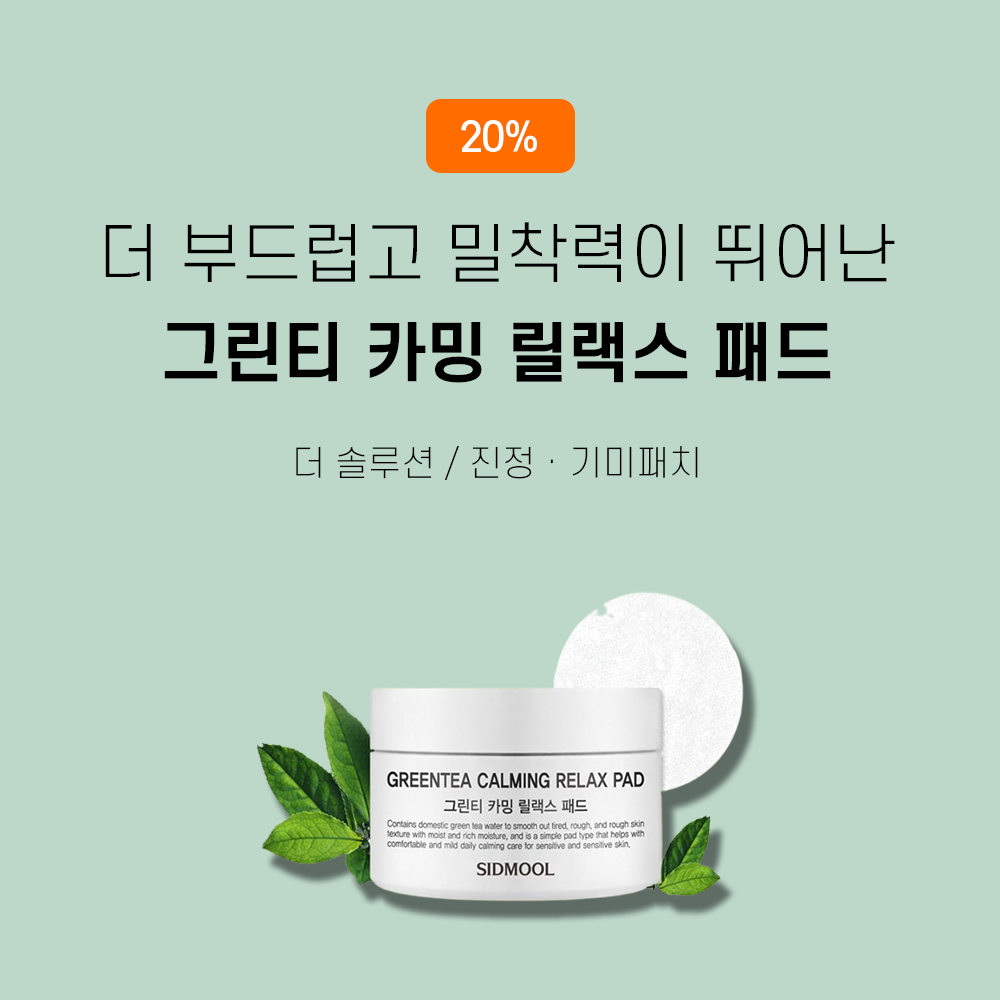 20%
더 부드럽고 밀착력이 뛰어난
그린티 카밍 릴랙스 패드
더 솔루션 / 진정 · 기미패치
GREENTEA CALMING RELAX PAD
그린티 카밍 릴랙스 패드
Contains domestic green tea water to smooth out tired, rough, and rough skin
texture with moist and rich moisture, and is a simple pad type that helps with
comfortable and mild daily calming care for sensitive and sensitive skin.
SIDMOOL